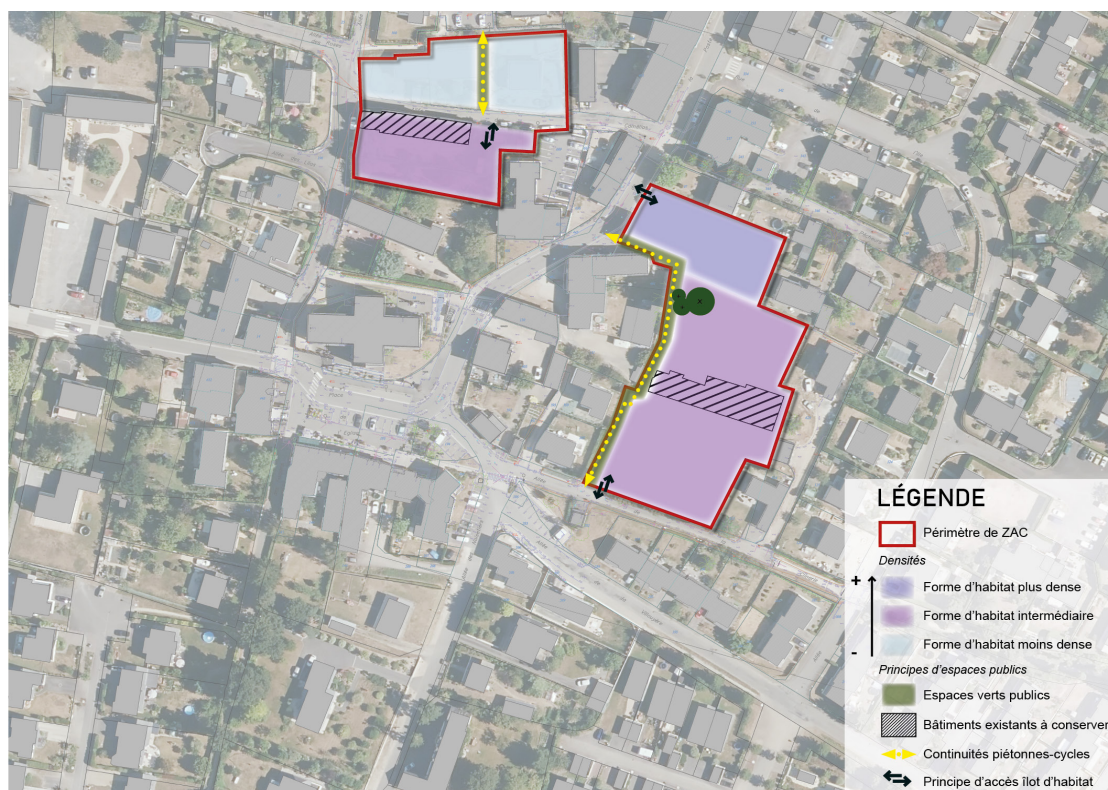 LÉGENDE
Périmètre de ZAC
Densités
+
Forme d'habitat plus dense
Forme d'habitat intermédiaire
-
Forme d'habitat moins dense
Principes d'espaces publics
Espaces verts publics
Bâtiments existants à conserver
Continuités piétonnes-cycles
Principe d'accès îlot d'habitat